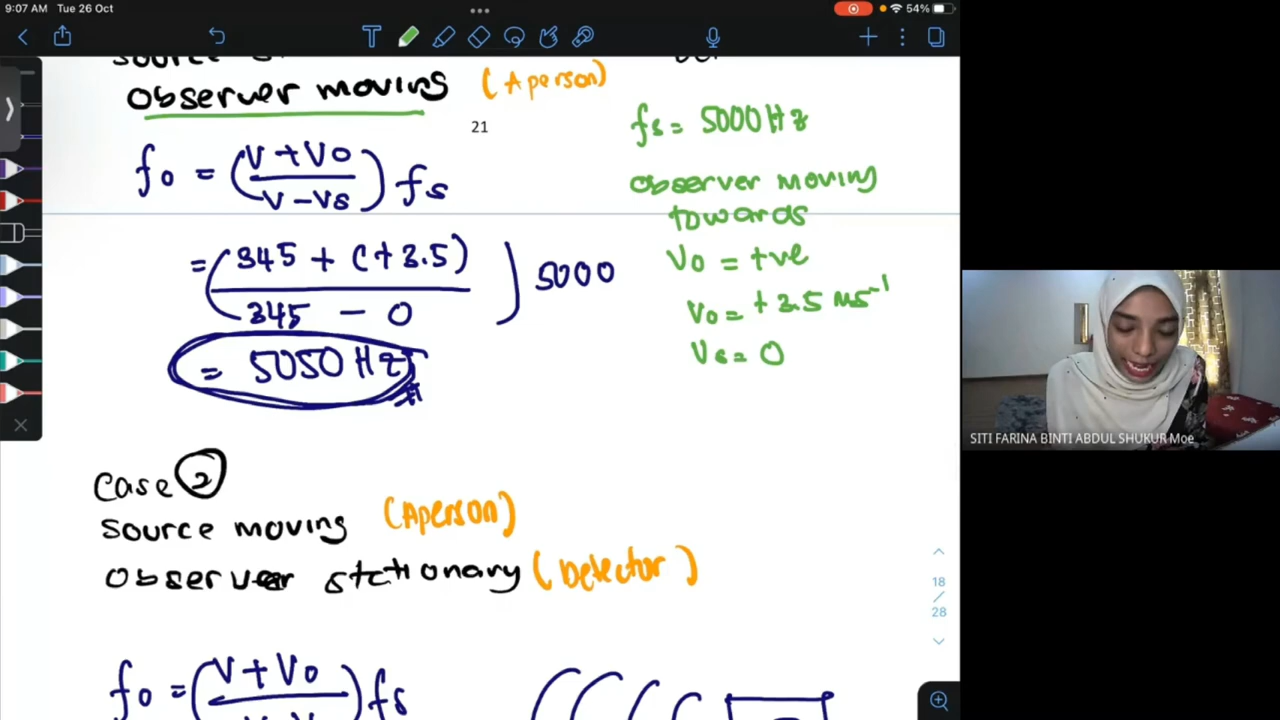 9:07 AM Tue 26 Oct
54%
observer moving (A person)
21
fo = (V + Vo / V - Vs) fs
= (345 + (+3.5) / 345 - 0) 5000
= 5050 Hz #
fs = 5000 Hz
observer moving
towards
Vo = +ve
Vo = + 3.5 ms⁻¹
Vs = 0
Case 2
source moving (A person)
observer stationary (Detector)
fo = (V + Vo
) fs
18
/
28
SITI FARINA BINTI ABDUL SHUKUR Moe